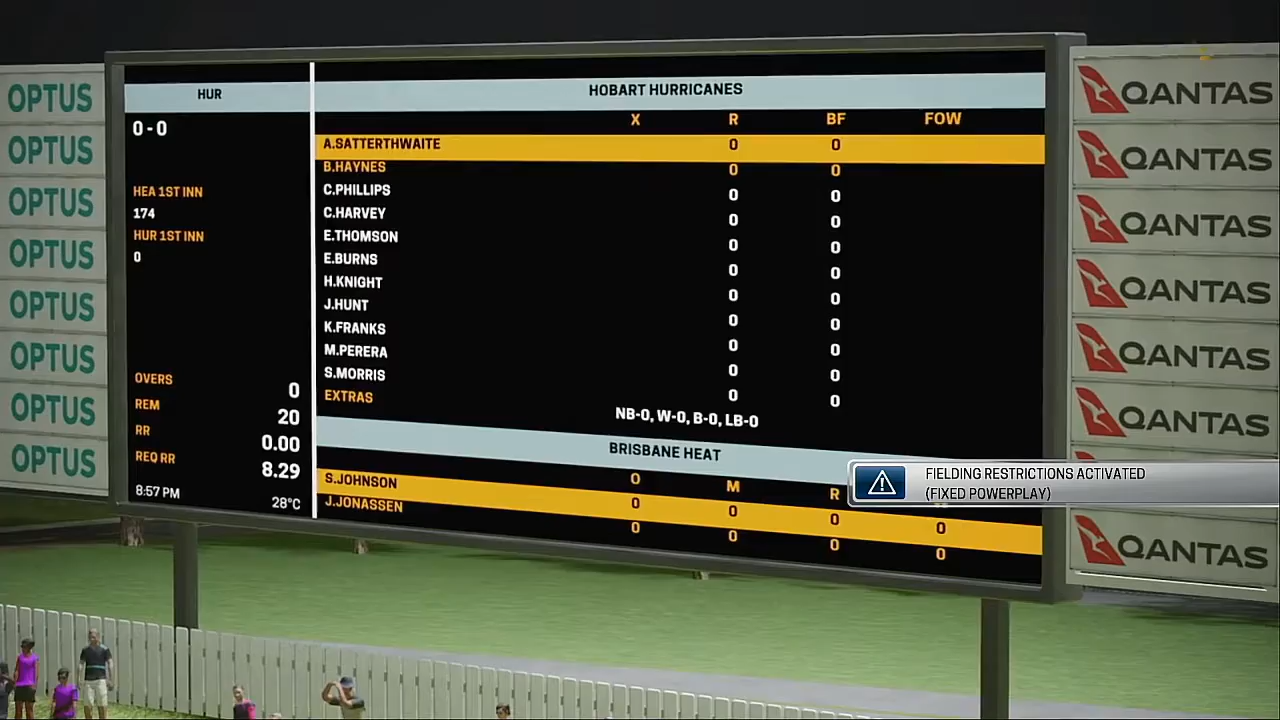 OPTUS
OPTUS
OPTUS
OPTUS
OPTUS
OPTUS
OPTUS
OPTUS
HUR
0 - 0
HEA 1ST INN
174
HUR 1ST INN
0
OVERS 0
REM 20
RR 0.00
REQ RR 8.29
8:57 PM 28°C
HOBART HURRICANES
X R BF FOW
A.SATTERTHWAITE 0 0
B.HAYNES 0 0
C.PHILLIPS 0 0
C.HARVEY 0 0
E.THOMSON 0 0
E.BURNS 0 0
H.KNIGHT 0 0
J.HUNT 0 0
K.FRANKS 0 0
M.PERERA 0 0
S.MORRIS 0 0
EXTRAS 0 0
NB-0, W-0, B-0, LB-0
BRISBANE HEAT
O M R
S.JOHNSON 0 0 0 0
J.JONASSEN 0 0 0 0
FIELDING RESTRICTIONS ACTIVATED
(FIXED POWERPLAY)
QANTAS
QANTAS
QANTAS
QANTAS
QANTAS
QANTAS
QANTAS